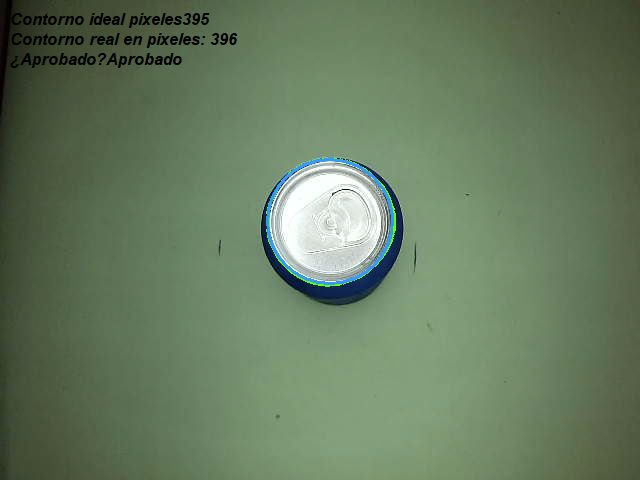 Contorno ideal pixeles395
Contorno real en pixeles: 396
¿Aprobado?Aprobado